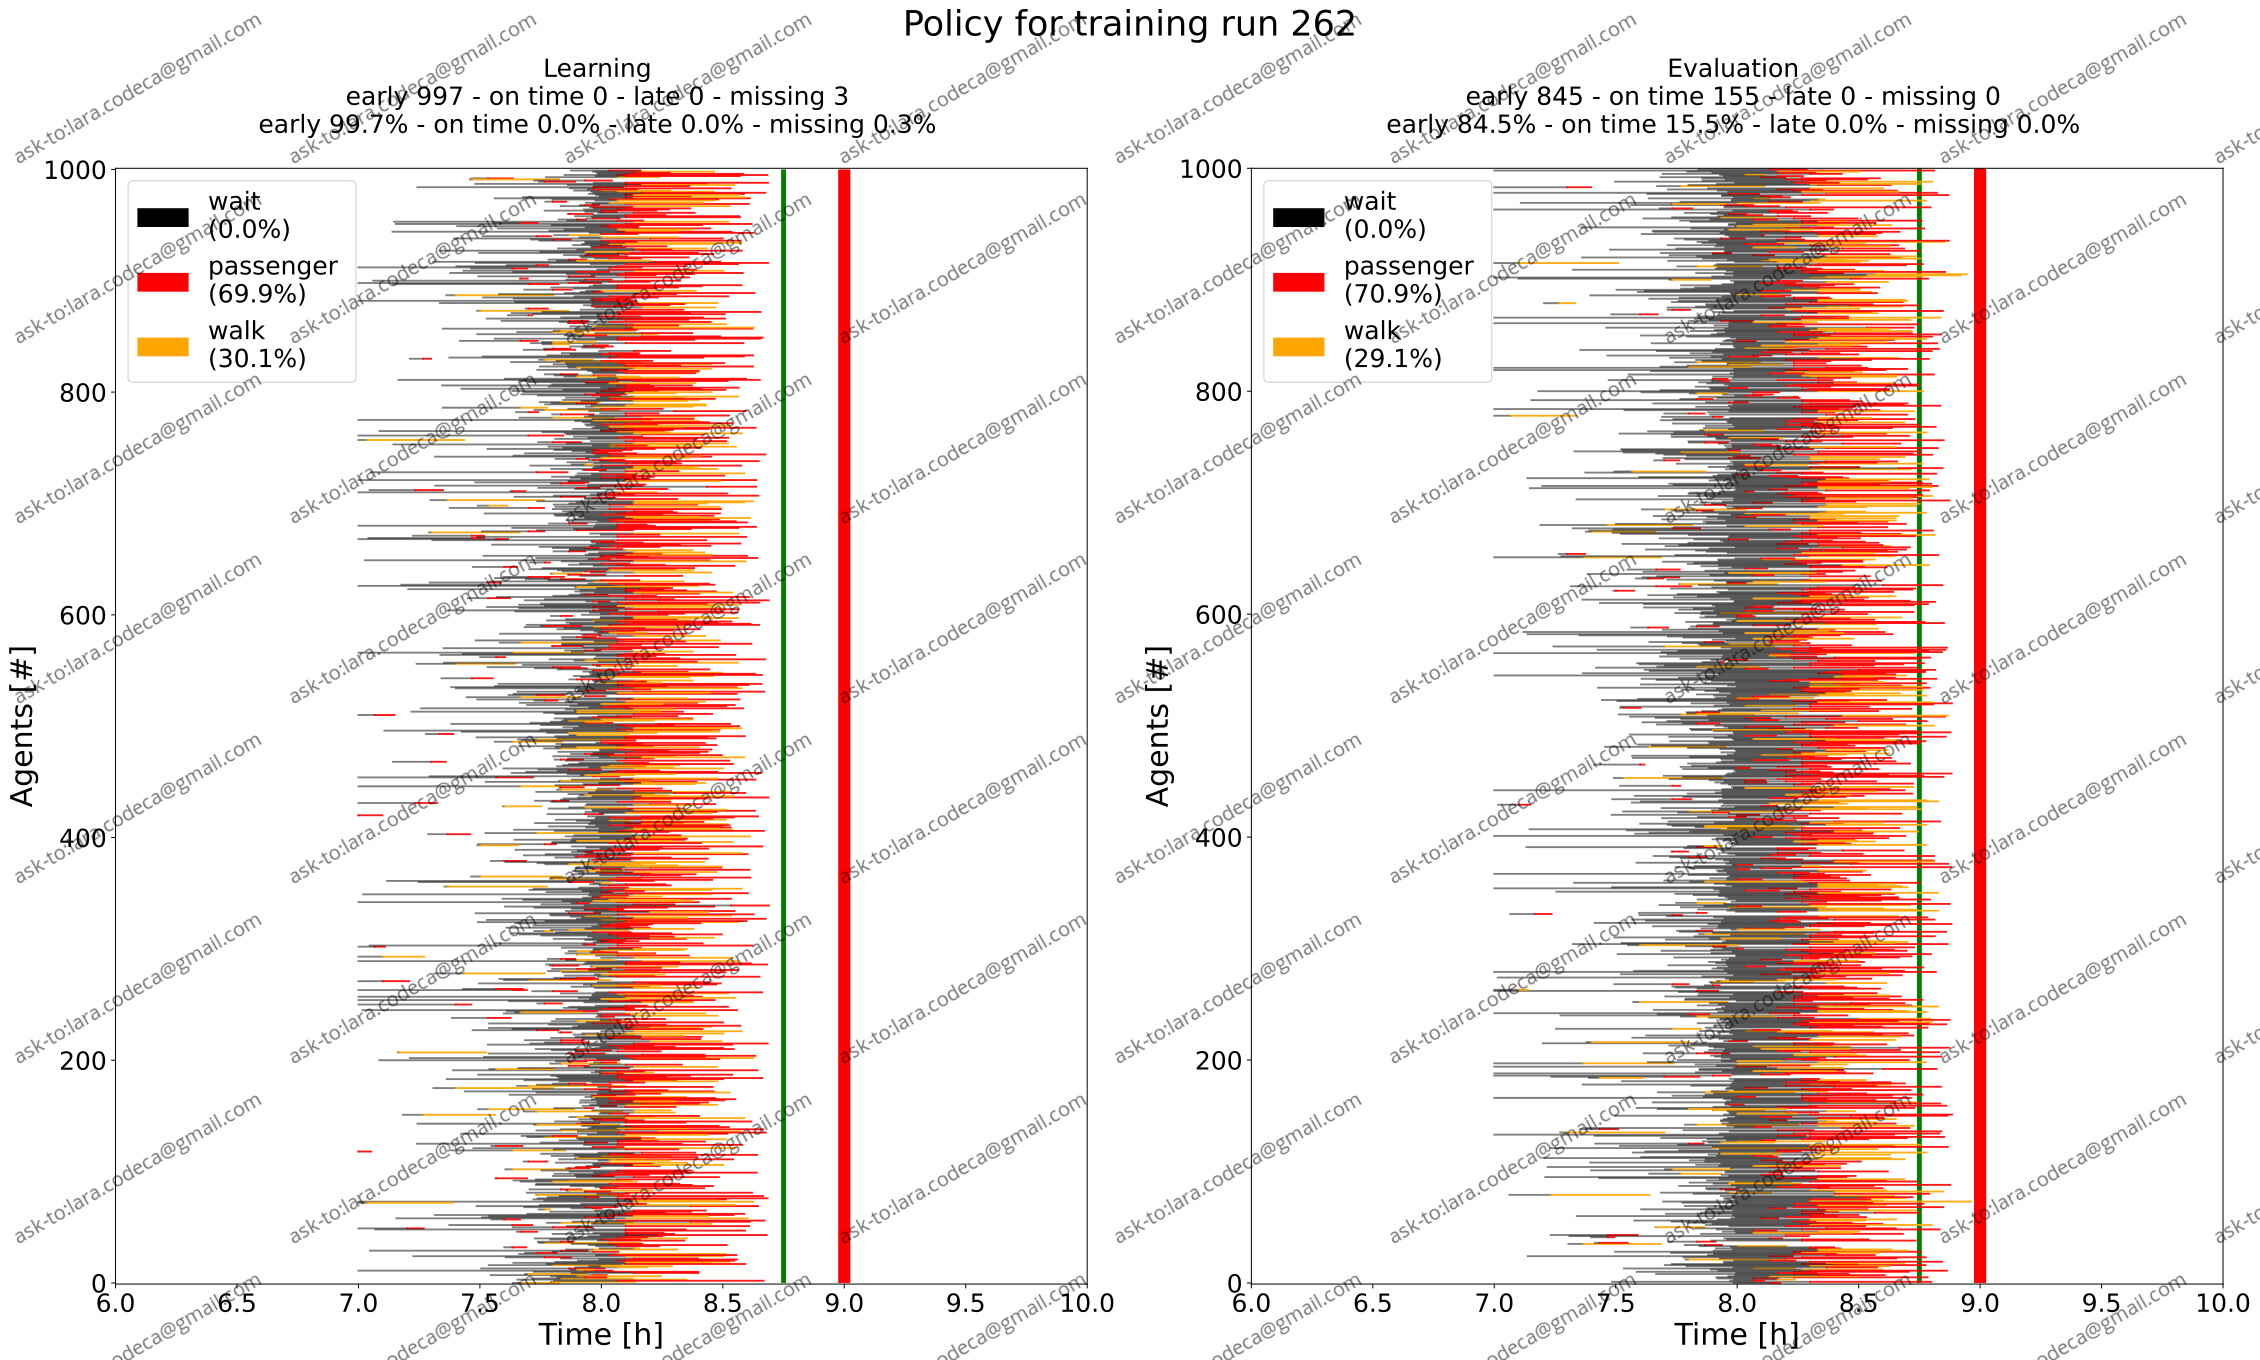 Policy for training run 262
Learning
early 997 - on time 0 - late 0 - missing 3
early 99.7% - on time 0.0% - late 0.0% - missing 0.3%
Evaluation
early 845 - on time 155 - late 0 - missing 0
early 84.5% - on time 15.5% - late 0.0% - missing 0.0%
wait
(0.0%)
passenger
(69.9%)
walk
(30.1%)
wait
(0.0%)
passenger
(70.9%)
walk
(29.1%)
1000
800
600
400
200
0
Agents [#]
6.0 6.5 7.0 7.5 8.0 8.5 9.0 9.5 10.0
Time [h]
1000
800
600
400
200
0
Agents [#]
6.0 6.5 7.0 7.5 8.0 8.5 9.0 9.5 10.0
Time [h]
ask-to:lara.codeca@gmail.com